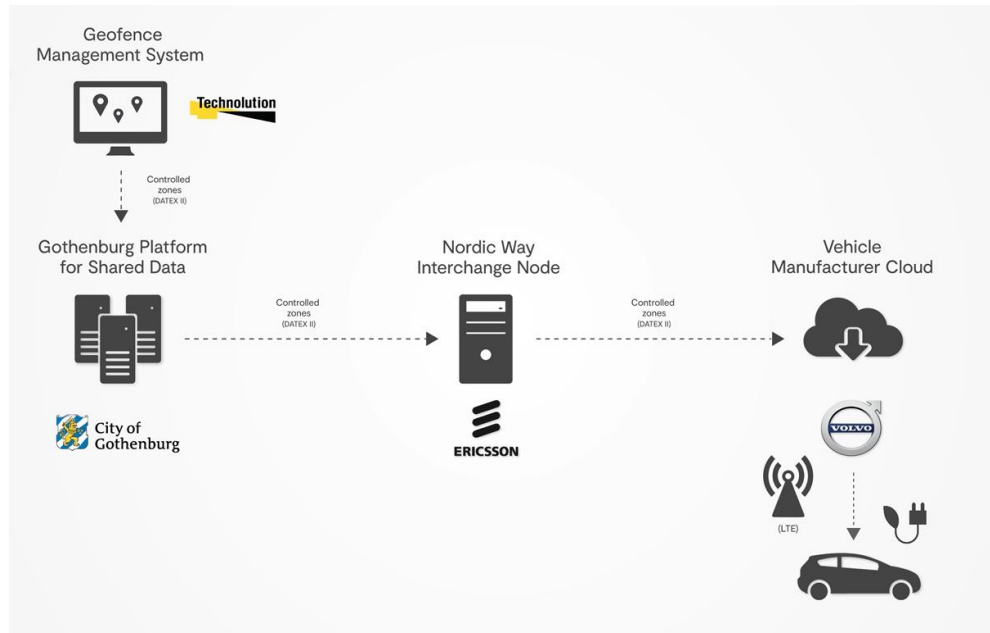 Geofence
Management System
Technolution
Controlled
zones
(DATEX II)
Gothenburg Platform
for Shared Data
Nordic Way
Interchange Node
Vehicle
Manufacturer Cloud
Controlled
zones
(DATEX II)
Controlled
zones
(DATEX II)
City of
Gothenburg
ERICSSON
VOLVO
(LTE)